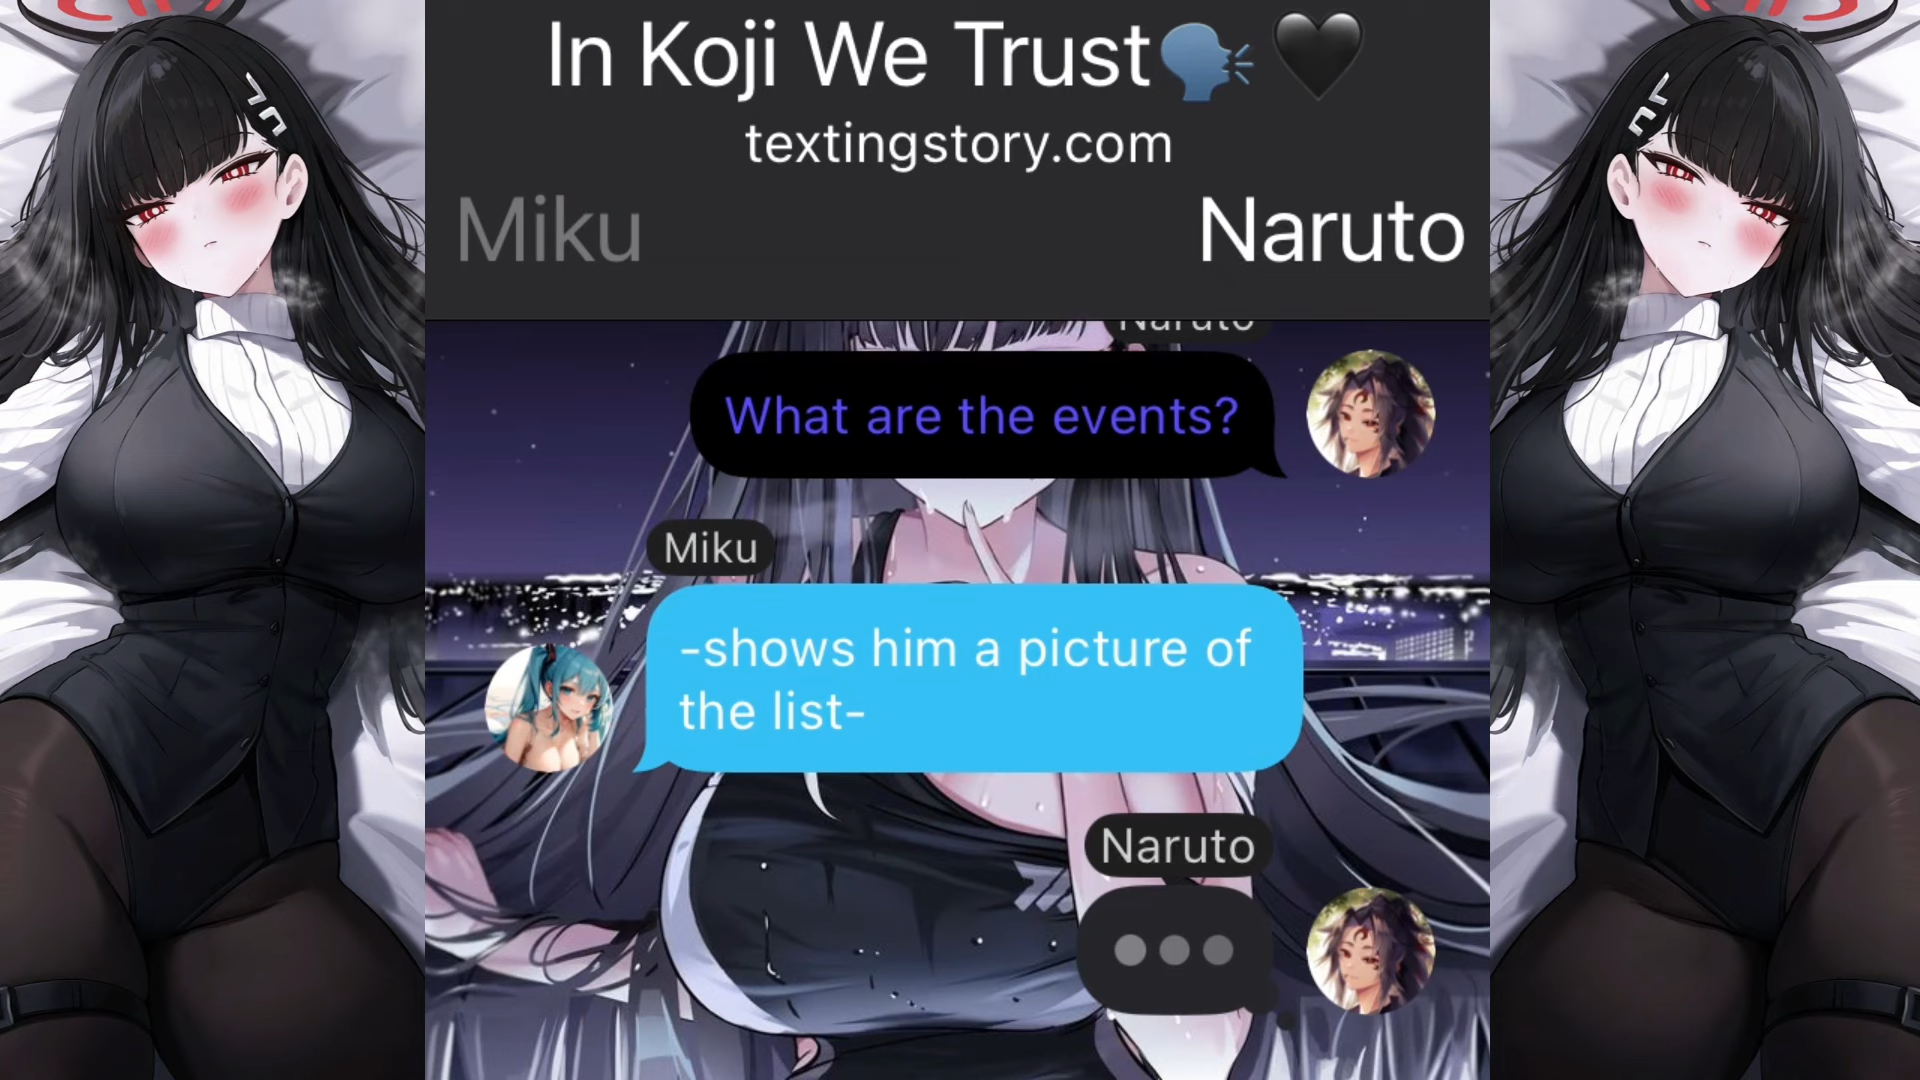 In Koji We Trust🗣️🖤
textingstory.com
Miku
Naruto
Naruto
What are the events?
Miku
-shows him a picture of
the list-
Naruto